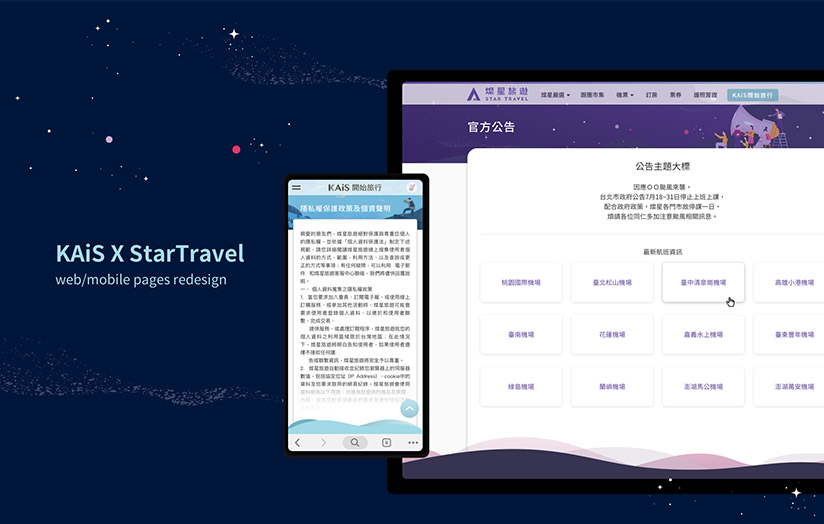 KAiS X StarTravel
web/mobile pages redesign
KAiS 開始旅行
隱私權保護政策及個資聲明
親愛的朋友們，燦星旅遊絕對保護與尊重您個人
的隱私權，並依據「個人資料保護法」制定下述
規範，請您詳細閱讀燦星旅遊線上蒐集使用者個
人資料的方式、範圍、利用方法、以及查詢或更
正的方式等事項；有任何疑問，可以利用 電子郵
件 和燦星旅遊客服中心聯絡，我們將儘快回覆說
明。
一、 個人資料蒐集之隱私權政策
1. 當您要求加入會員、訂閱電子報、或使用線上
訂購服務，或參加其他活動時，燦星旅遊可能會
要求使用者登錄個人資料，以便於和使用者聯
繫、完成交易。
提供服務、或處理訂閱程序，燦星旅遊就您的
個人資料之利用區域限於台灣地區；在此情況
下，燦星旅遊將明白告知使用者，如果使用者選
擇不接收任何廣
告或聯繫資訊，燦星旅遊將完全予以尊重。
2. 燦星旅遊自動接收並記錄您瀏覽器上的伺服器
數值，包括協定位址 (IP Address) 、cookie中的
資料及您要求取用的網頁紀錄。燦星旅遊會使用
燦星旅遊
STAR TRAVEL
燦星嚴選
跟團市集
機票
訂房
票券
護照簽證
KAiS開始旅行
官方公告
公告主題大標
因應ＯＯ颱風來襲，
台北市政府公告7月18-31日停止上班上課，
配合政府政策，燦星各門市放停課一日，
煩請各位同仁多加注意颱風相關訊息。
最新航班資訊
桃園國際機場
臺北松山機場
臺中清泉崗機場
高雄小港機場
臺南機場
花蓮機場
嘉義水上機場
臺東豐年機場
綠島機場
蘭嶼機場
澎湖馬公機場
澎湖萬安機場